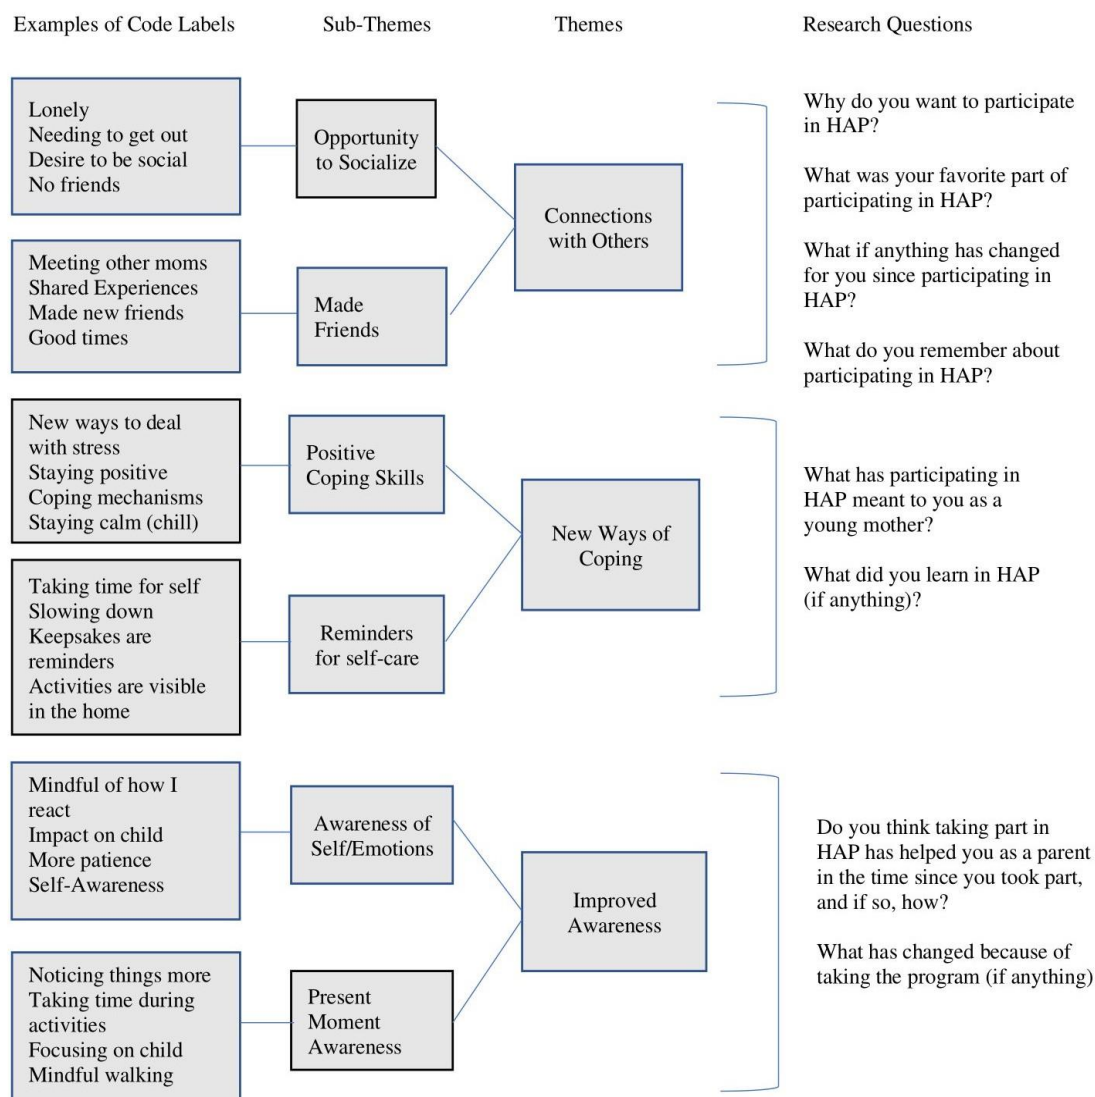 Examples of Code Labels
Sub-Themes
Themes
Research Questions
Lonely
Needing to get out
Desire to be social
No friends
Opportunity
to Socialize
Meeting other moms
Shared Experiences
Made new friends
Good times
Made
Friends
Connections
with Others
Why do you want to participate
in HAP?
What was your favorite part of
participating in HAP?
What if anything has changed
for you since participating in
HAP?
What do you remember about
participating in HAP?
New ways to deal
with stress
Staying positive
Coping mechanisms
Staying calm (chill)
Positive
Coping Skills
Taking time for self
Slowing down
Keepsakes are
reminders
Activities are visible
in the home
Reminders
for self-care
New Ways of
Coping
What has participating in
HAP meant to you as a
young mother?
What did you learn in HAP
(if anything)?
Mindful of how I
react
Impact on child
More patience
Self-Awareness
Awareness of
Self/Emotions
Noticing things more
Taking time during
activities
Focusing on child
Mindful walking
Present
Moment
Awareness
Improved
Awareness
Do you think taking part in
HAP has helped you as a parent
in the time since you took part,
and if so, how?
What has changed because of
taking the program (if anything)